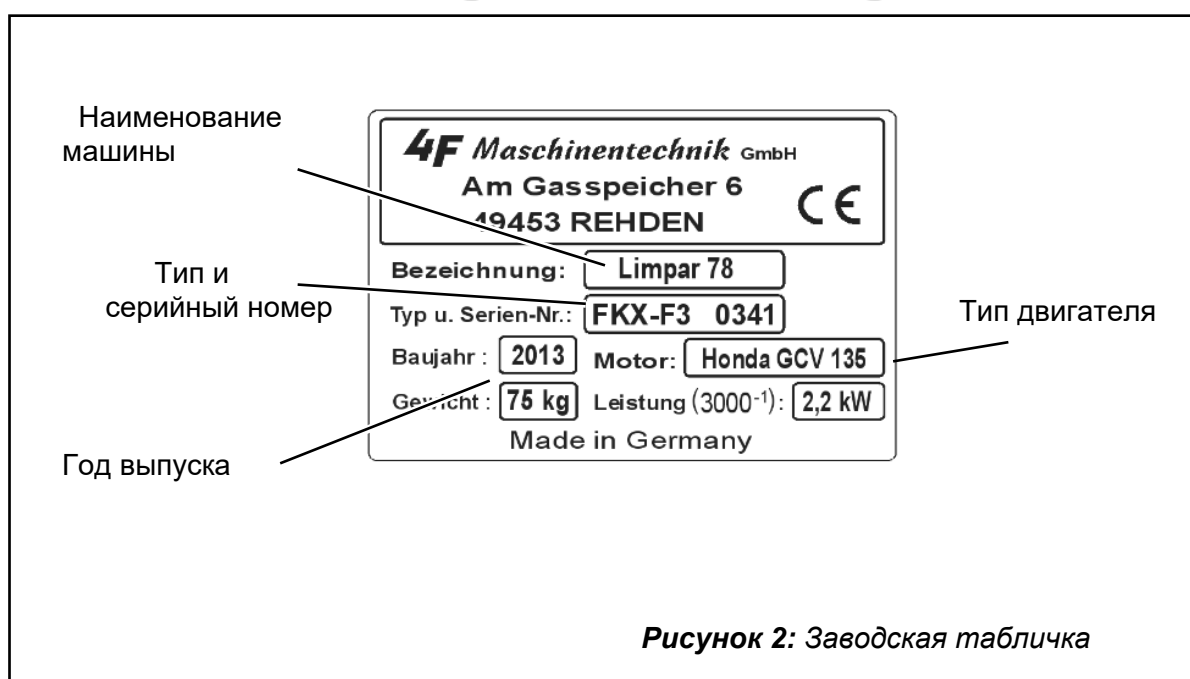 Наименование
машины
Тип и
серийный номер
Год выпуска
4F Maschinentechnik GmbH
Am Gasspeicher 6
49453 REHDEN
CE
Bezeichnung: Limpar 78
Typ u. Serien-Nr.: FKX-F3 0341
Baujahr : 2013 Motor: Honda GCV 135
Gewicht : 75 kg Leistung (3000⁻¹): 2,2 kW
Made in Germany
Тип двигателя
Рисунок 2: Заводская табличка